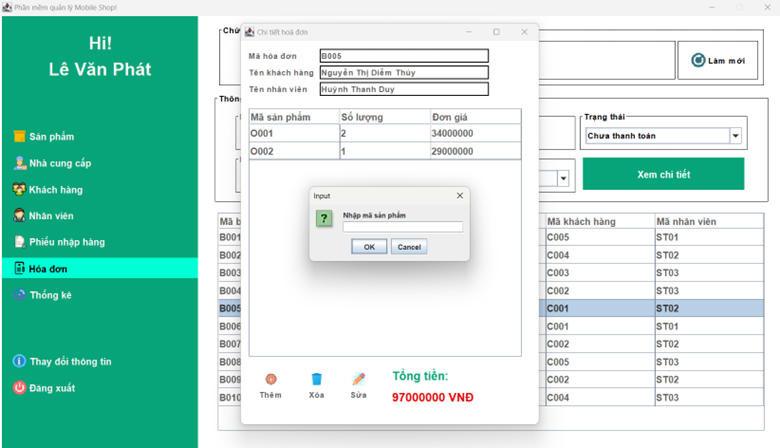 Phần mềm quản lý Mobile Shop!
Hi!
Lê Văn Phát
Sản phẩm
Nhà cung cấp
Khách hàng
Nhân viên
Phiếu nhập hàng
Hóa đơn
Thống kê
Thay đổi thông tin
Đăng xuất
Chi tiết hoá đơn
Mã hóa đơn B005
Tên khách hàng Nguyễn Thị Diễm Thúy
Tên nhân viên Huỳnh Thanh Duy
Mã sản phẩm Số lượng Đơn giá
O001 2 34000000
O002 1 29000000
Input
Nhập mã sản phẩm
OK Cancel
Thêm Xóa Sửa
Tổng tiền:
97000000 VNĐ
Làm mới
Trạng thái
Chưa thanh toán
Xem chi tiết
Mã khách hàng Mã nhân viên
B001 C005 ST01
B002 C004 ST02
B003 C003 ST03
B004 C002 ST03
B005 C001 ST02
B006 C001 ST01
B007 C002 ST02
B008 C005 ST03
B009 C002 ST02
B010 C004 ST03